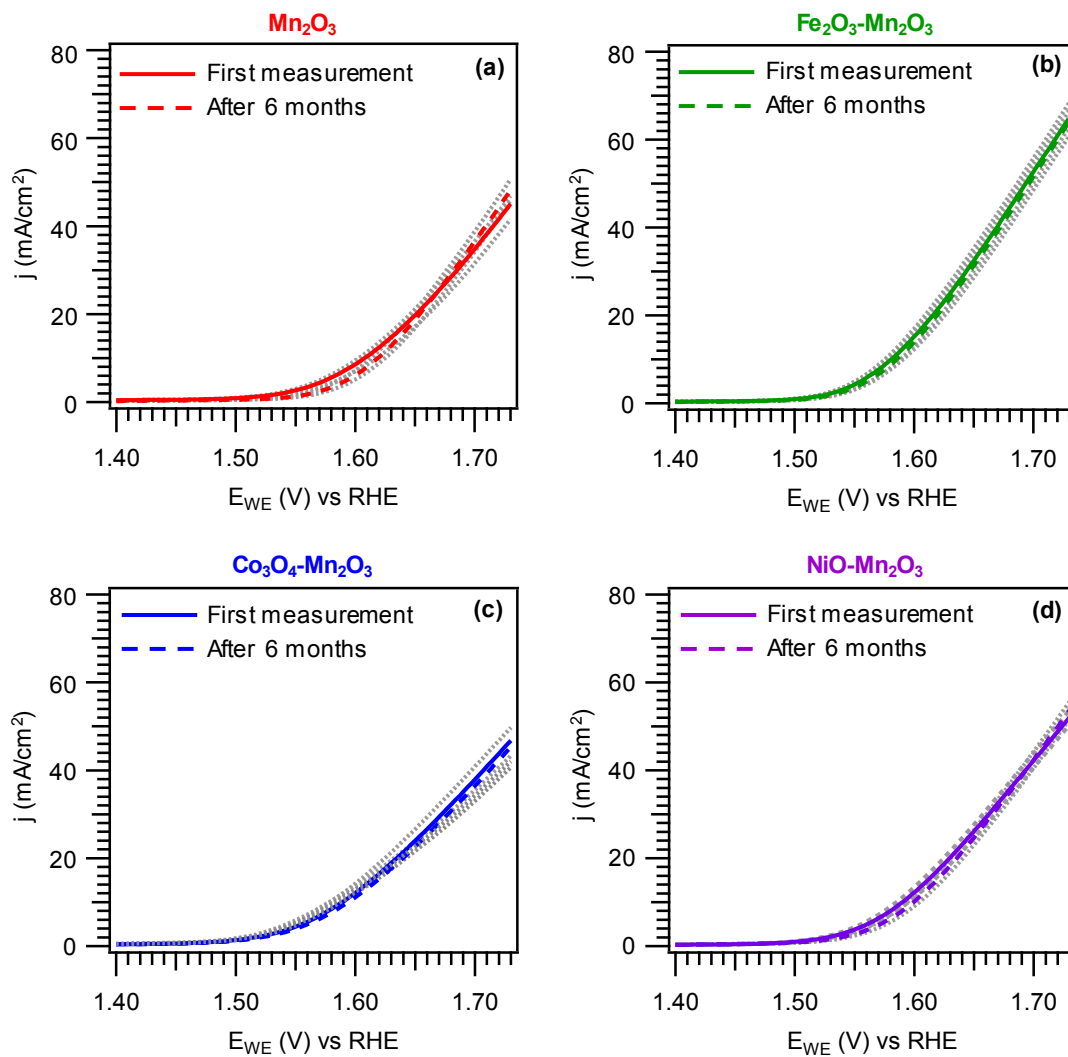 Mn₂O₃
(a)
First measurement
After 6 months
80
60
40
20
0
j (mA/cm²)
1.40 1.50 1.60 1.70
E_WE (V) vs RHE
Fe₂O₃-Mn₂O₃
(b)
First measurement
After 6 months
80
60
40
20
0
j (mA/cm²)
1.40 1.50 1.60 1.70
E_WE (V) vs RHE
Co₃O₄-Mn₂O₃
(c)
First measurement
After 6 months
80
60
40
20
0
j (mA/cm²)
1.40 1.50 1.60 1.70
E_WE (V) vs RHE
NiO-Mn₂O₃
(d)
First measurement
After 6 months
80
60
40
20
0
j (mA/cm²)
1.40 1.50 1.60 1.70
E_WE (V) vs RHE